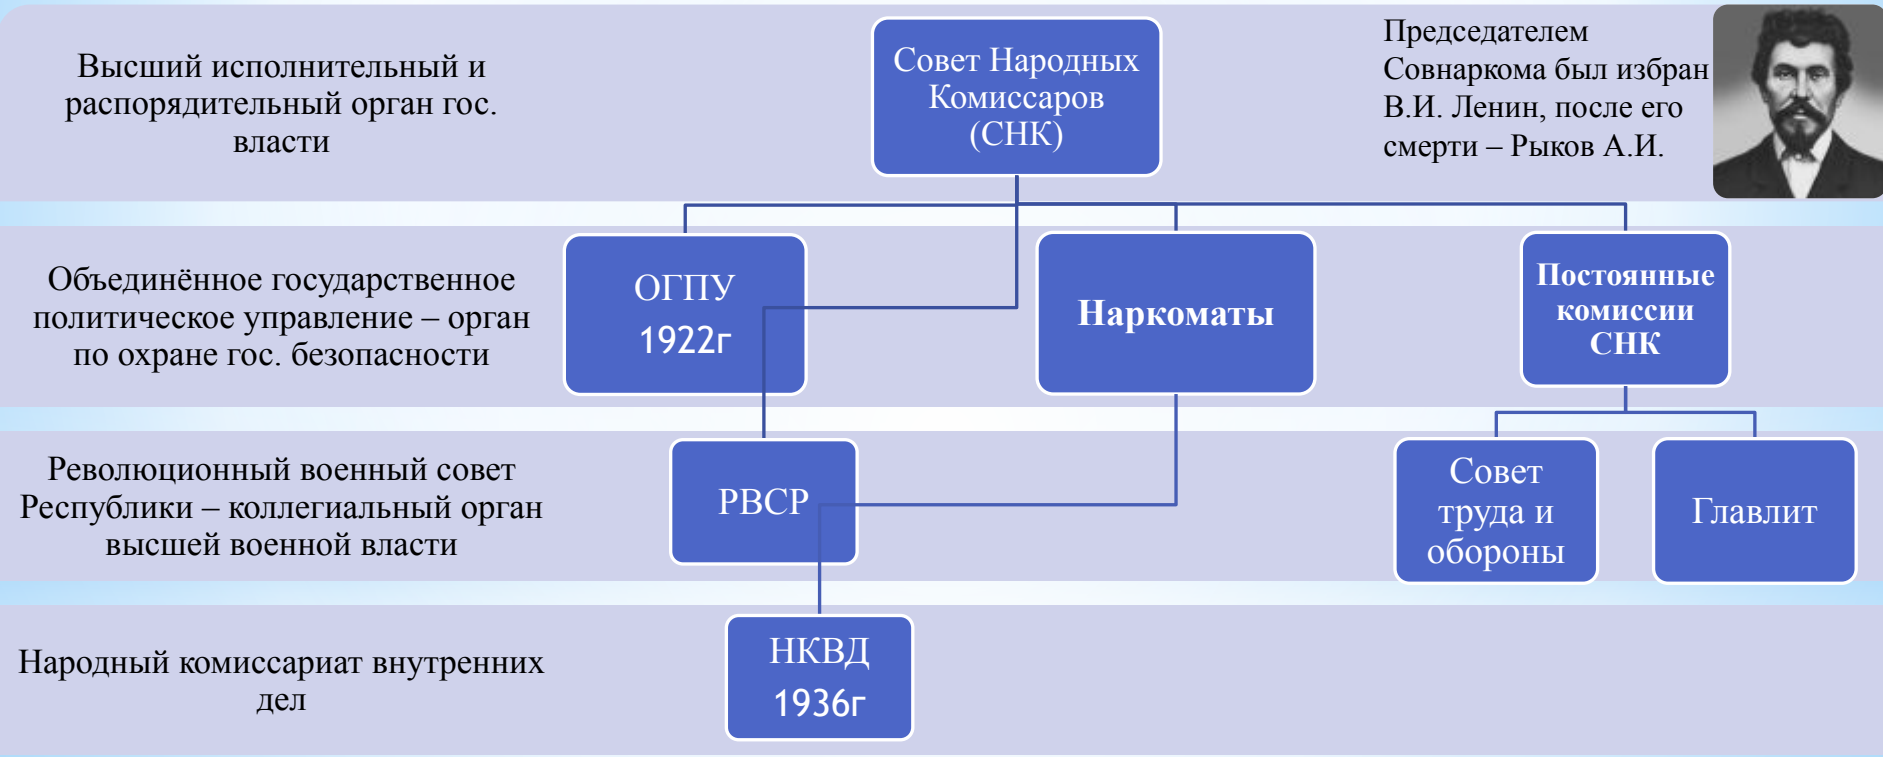 Высший исполнительный и
распорядительный орган гос.
власти
Совет Народных
Комиссаров
(СНК)
Председателем
Совнаркома был избран
В.И. Ленин, после его
смерти – Рыков А.И.
Объединённое государственное
политическое управление – орган
по охране гос. безопасности
ОГПУ
1922г
Наркоматы
Постоянные
комиссии
СНК
Революционный военный совет
Республики – коллегиальный орган
высшей военной власти
РВСР
Совет
труда и
обороны
Главлит
Народный комиссариат внутренних
дел
НКВД
1936г